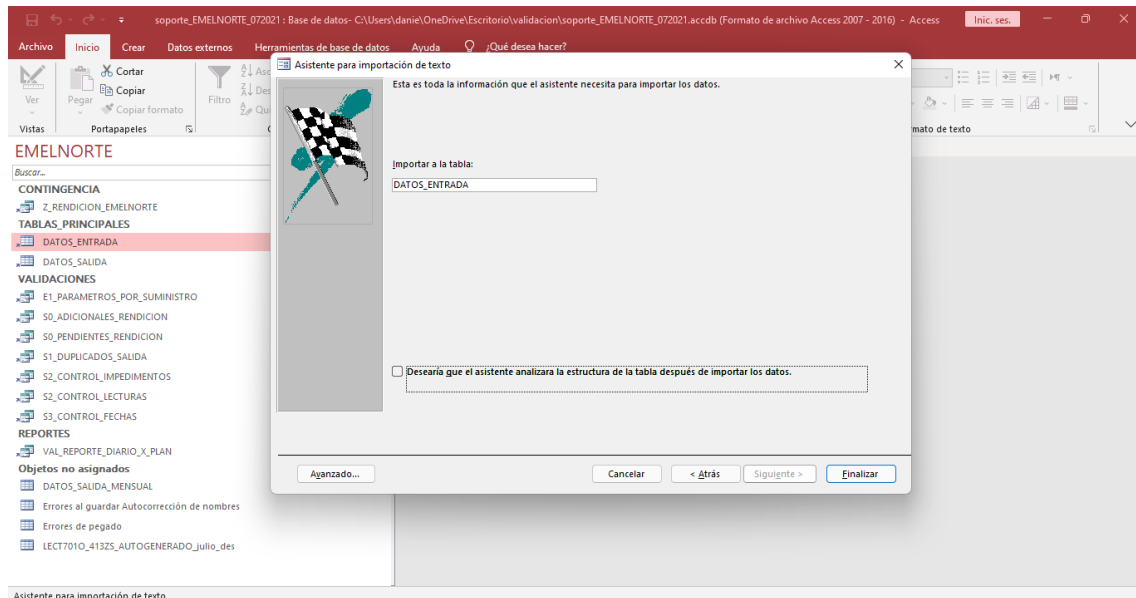 soporte_EMELNORTE_072021 : Base de datos- C:\Users\danie\OneDrive\Escritorio\validacion\soporte_EMELNORTE_072021.accdb (Formato de archivo Access 2007 - 2016) - Access
Inic. ses.
Archivo Inicio Crear Datos externos Herramientas de base de datos Ayuda ¿Qué desea hacer?
Ver
Pegar
Cortar
Copiar
Copiar formato
Filtro
Asc
Des
Qu
Vistas
Portapapeles
mato de texto
EMELNORTE
Buscar...
CONTINGENCIA
Z_RENDICION_EMELNORTE
TABLAS_PRINCIPALES
DATOS_ENTRADA
DATOS_SALIDA
VALIDACIONES
E1_PARAMETROS_POR_SUMINISTRO
S0_ADICIONALES_RENDICION
S0_PENDIENTES_RENDICION
S1_DUPLICADOS_SALIDA
S2_CONTROL_IMPEDIMENTOS
S2_CONTROL_LECTURAS
S3_CONTROL_FECHAS
REPORTES
VAL_REPORTE_DIARIO_X_PLAN
Objetos no asignados
DATOS_SALIDA_MENSUAL
Errores al guardar Autocorrección de nombres
Errores de pegado
LECT701O_413ZS_AUTOGENERADO_julio_des
Asistente para importación de texto
Esta es toda la información que el asistente necesita para importar los datos.
Importar a la tabla:
DATOS_ENTRADA
Desearía que el asistente analizara la estructura de la tabla después de importar los datos.
Avanzado...
Cancelar
< Atrás
Siguiente >
Finalizar
Asistente para importación de texto